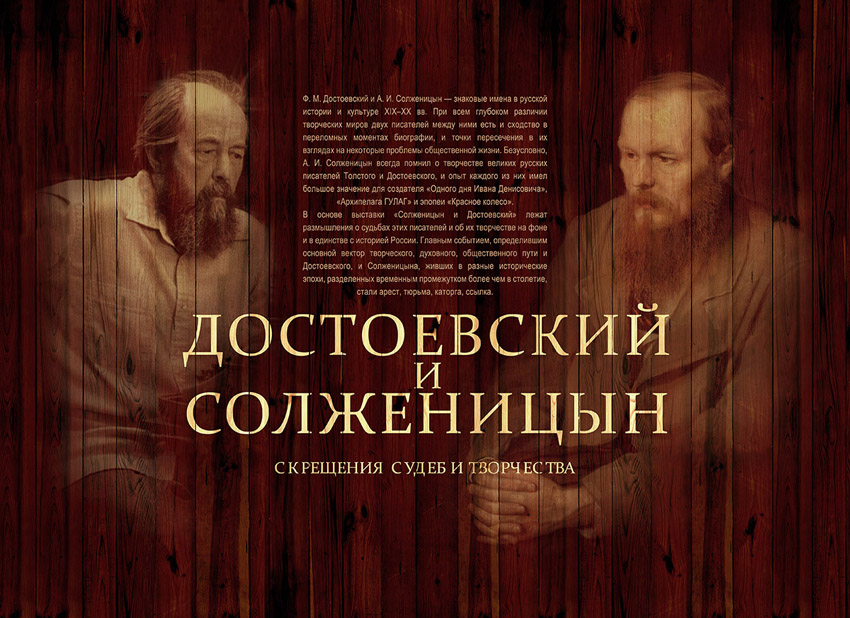 Ф. М. Достоевский и А. И. Солженицын — знаковые имена в русской
истории и культуре XIX–XX вв. При всем глубоком различии
творческих миров двух писателей между ними есть и сходство в
переломных моментах биографии, и точки пересечения в их
взглядах на некоторые проблемы общественной жизни. Безусловно,
А. И. Солженицын всегда помнил о творчестве великих русских
писателей Толстого и Достоевского, и опыт каждого из них имел
большое значение для создателя «Одного дня Ивана Денисовича»,
«Архипелага ГУЛАГ» и эпопеи «Красное колесо».
В основе выставки «Солженицын и Достоевский» лежат
размышления о судьбах этих писателей и об их творчестве на фоне
и в единстве с историей России. Главным событием, определившим
основной вектор творческого, духовного, общественного пути и
Достоевского, и Солженицына, живших в разные исторические
эпохи, разделенных временным промежутком более чем в столетие,
стали арест, тюрьма, каторга, ссылка.
ДОСТОЕВСКИЙ
И
СОЛЖЕНИЦЫН
СКРЕЩЕНИЯ СУДЕБ И ТВОРЧЕСТВА